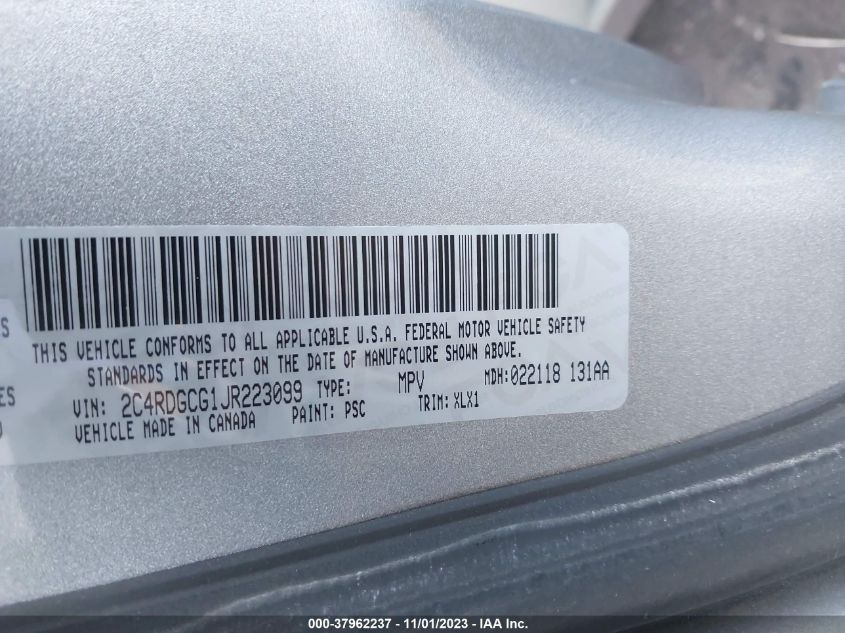 THIS VEHICLE CONFORMS TO ALL APPLICABLE U.S.A. FEDERAL MOTOR VEHICLE SAFETY
STANDARDS IN EFFECT ON THE DATE OF MANUFACTURE SHOWN ABOVE.
VIN: 2C4RDGCG1JR223099 TYPE: MPV MDH:022118 131AA
VEHICLE MADE IN CANADA PAINT: PSC TRIM: XLX1
000-37962237 - 11/01/2023 - IAA Inc.